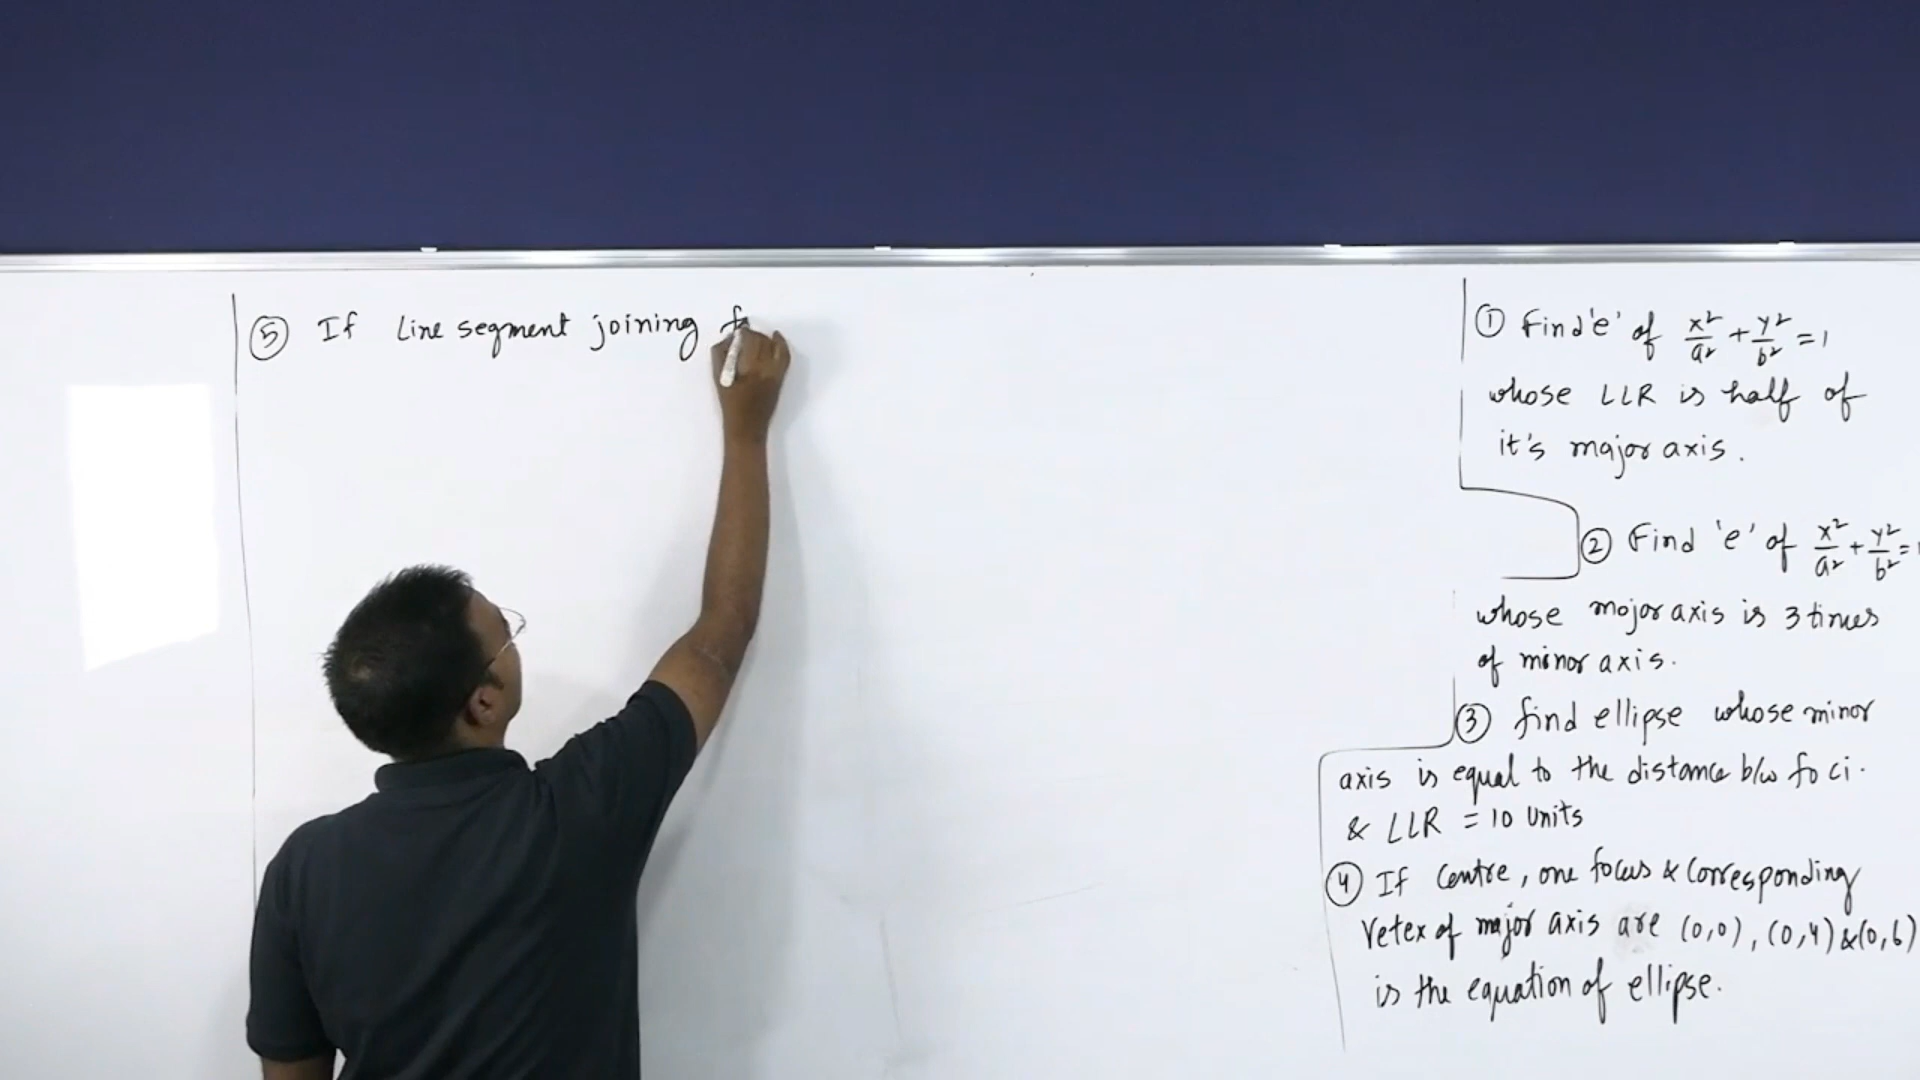 ⑤ If Line segment joining
① Find 'e' of x²/a² + y²/b² = 1
whose LLR is half of
it's major axis.
② Find 'e' of x²/a² + y²/b² = 1
whose mojor axis is 3 times
of minor axis.
③ find ellipse whose minor
axis is equal to the distance b/w foci.
& LLR = 10 units
④ If Centre, one focus & Corresponding
Vetex of major axis are (0,0), (0,4) & (0,6)
is the equation of ellipse.